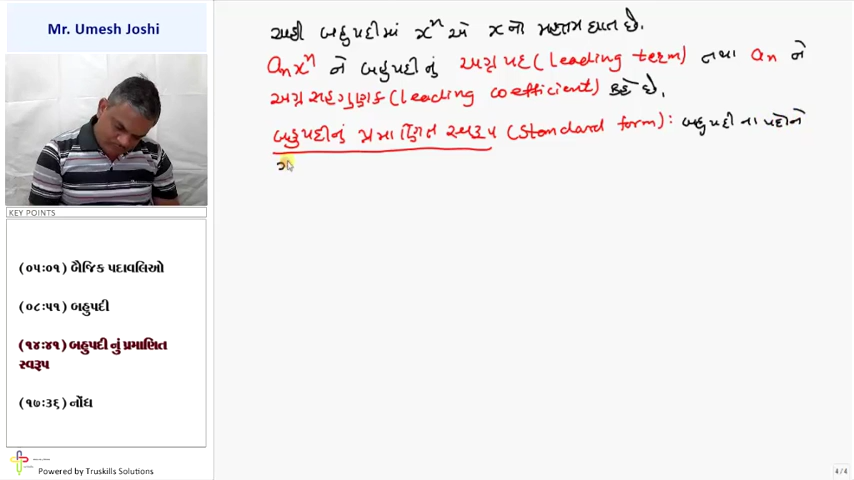 Mr. Umesh Joshi
અહી બહુપદીમાં xⁿ એ x નો મહત્તમ ઘાત છે.
anxⁿ ને બહુપદીનું અગ્રપદ (leading term) તથા an ને
અગ્રસહગુણક (leading coefficient) કહે છે.
બહુપદીનું પ્રમાણિત સ્વરૂપ (Standard form): બહુપદી ના પદોને
KEY POINTS
(૦૫:૦૧) બૈજિક પદાવલિઓ
(૦૮:૫૧) બહુપદી
(૧૪:૪૧) બહુપદી નું પ્રમાણિત
સ્વરૂપ
(૧૭:૩૬) નોંધ
Powered by Truskills Solutions
4/4